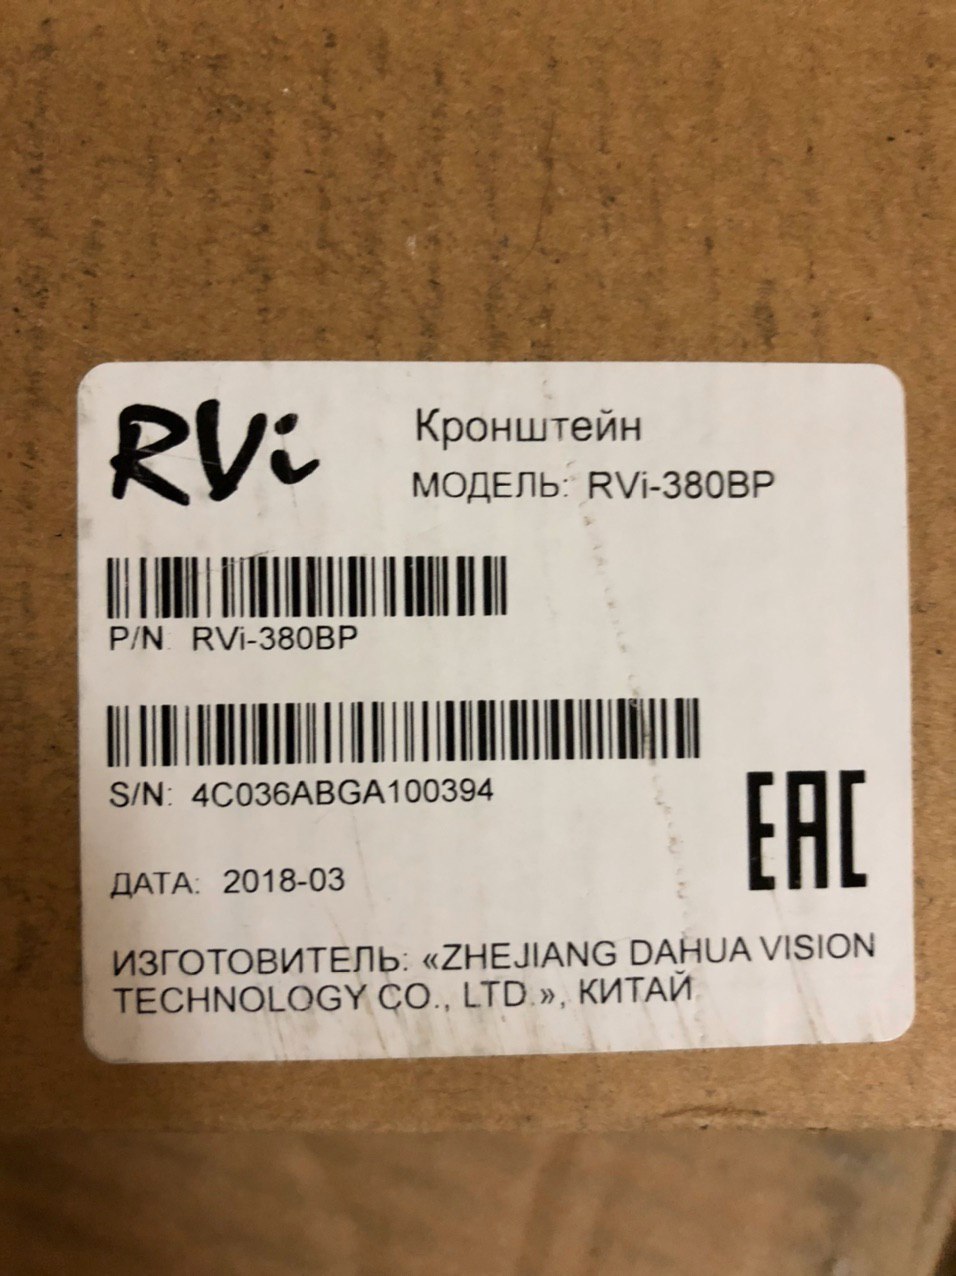 RVi
Кронштейн
МОДЕЛЬ: RVi-380BP
P/N: RVi-380BP
S/N: 4C036ABGA100394
EAC
ДАТА: 2018-03
ИЗГОТОВИТЕЛЬ: «ZHEJIANG DAHUA VISION
TECHNOLOGY CO., LTD.», КИТАЙ